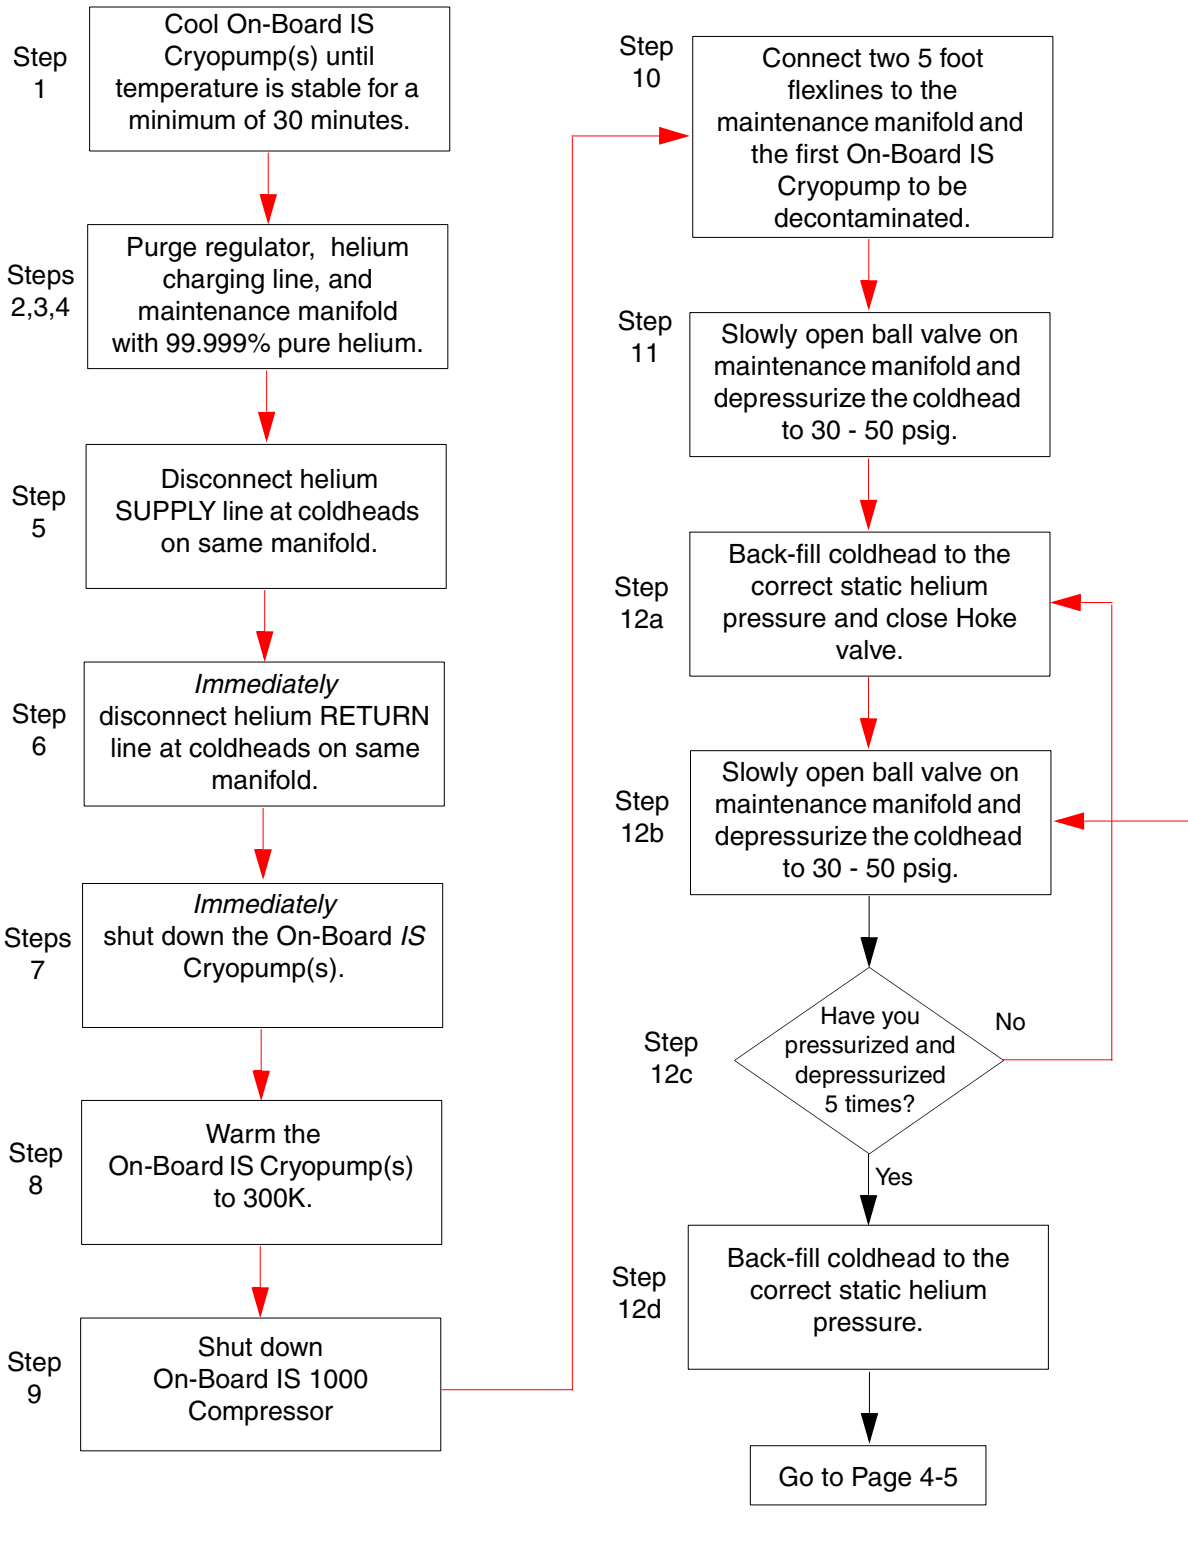 Step
1
Cool On-Board IS
Cryopump(s) until
temperature is stable for a
minimum of 30 minutes.
Steps
2,3,4
Purge regulator, helium
charging line, and
maintenance manifold
with 99.999% pure helium.
Step
5
Disconnect helium
SUPPLY line at coldheads
on same manifold.
Step
6
Immediately
disconnect helium RETURN
line at coldheads on same
manifold.
Steps
7
Immediately
shut down the On-Board IS
Cryopump(s).
Step
8
Warm the
On-Board IS Cryopump(s)
to 300K.
Step
9
Shut down
On-Board IS 1000
Compressor
Step
10
Connect two 5 foot
flexlines to the
maintenance manifold and
the first On-Board IS
Cryopump to be
decontaminated.
Step
11
Slowly open ball valve on
maintenance manifold and
depressurize the coldhead
to 30 - 50 psig.
Step
12a
Back-fill coldhead to the
correct static helium
pressure and close Hoke
valve.
Step
12b
Slowly open ball valve on
maintenance manifold and
depressurize the coldhead
to 30 - 50 psig.
Step
12c
Have you
pressurized and
depressurized
5 times?
No
Yes
Step
12d
Back-fill coldhead to the
correct static helium
pressure.
Go to Page 4-5